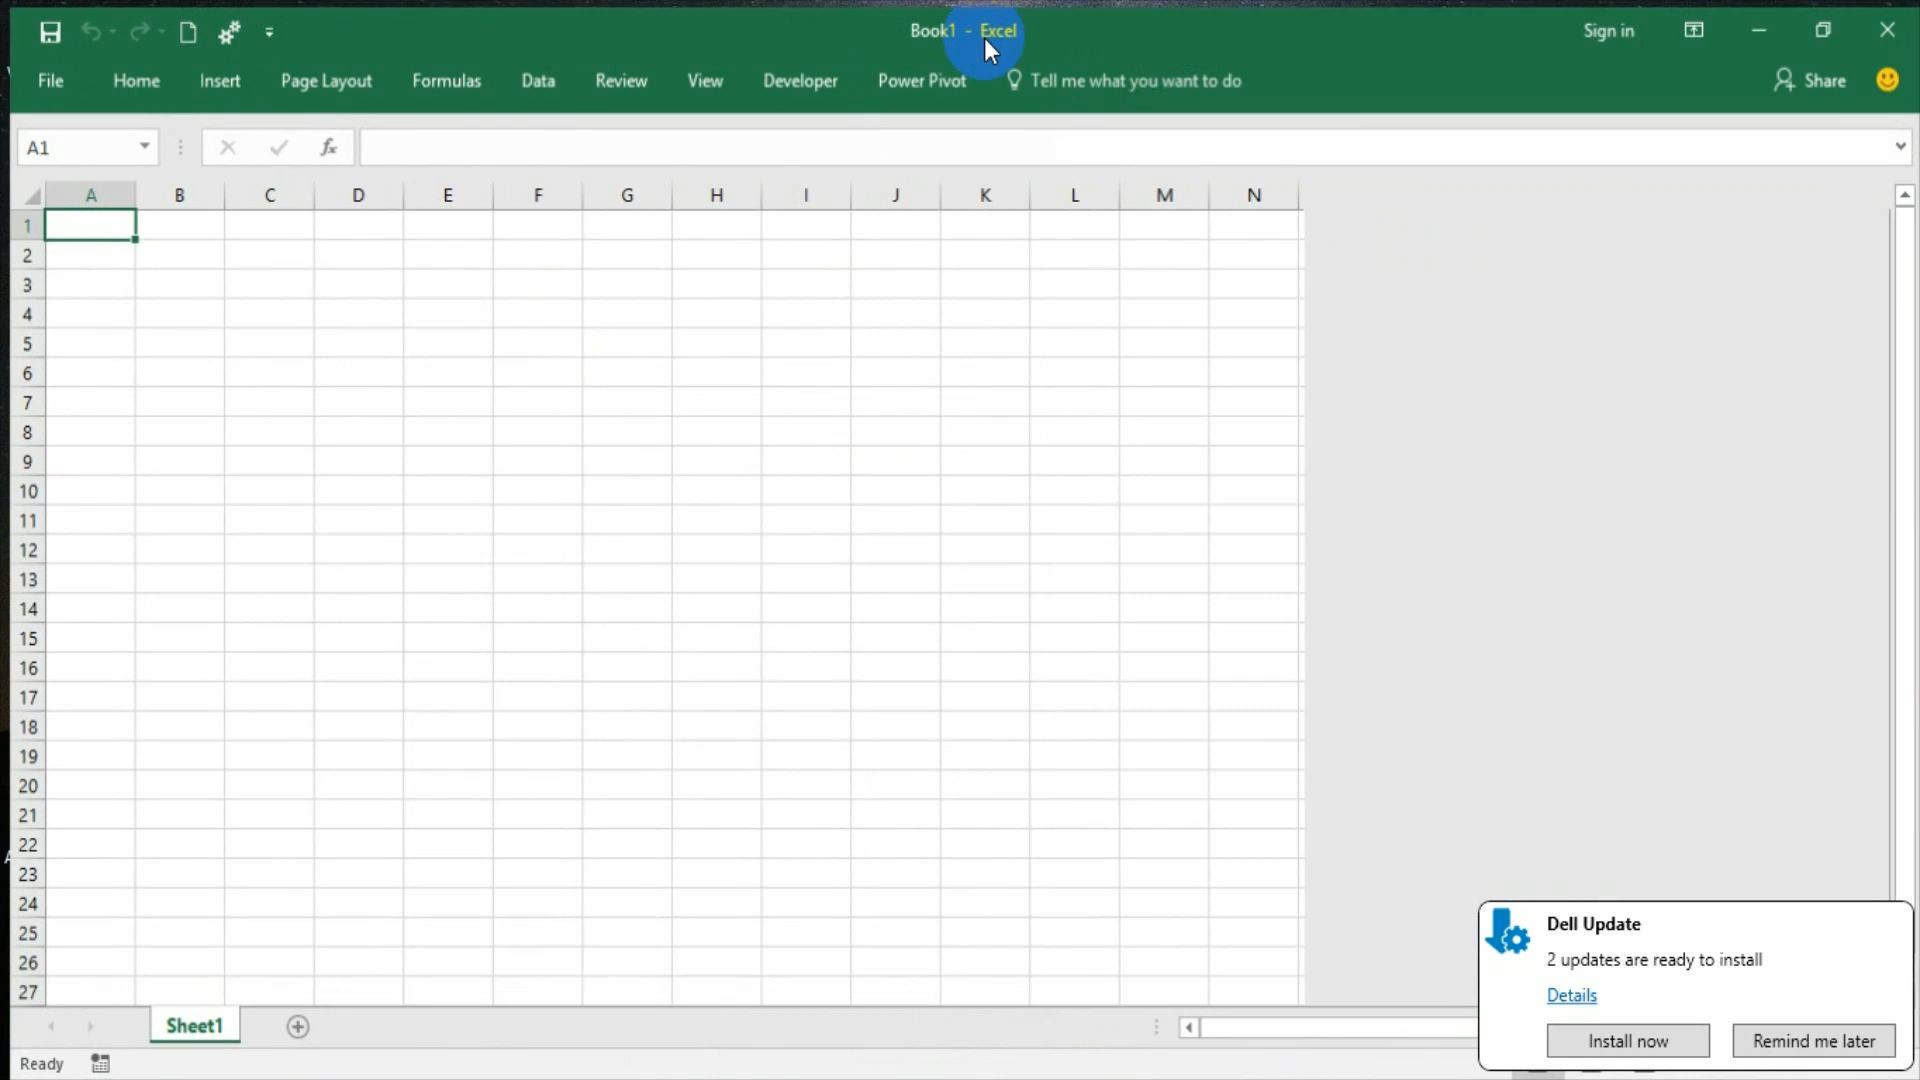 Book1 - Excel
Sign in
File Home Insert Page Layout Formulas Data Review View Developer Power Pivot Tell me what you want to do Share
A1 fx
A B C D E F G H I J K L M N
1
2
3
4
5
6
7
8
9
10
11
12
13
14
15
16
17
18
19
20
21
22
23
24
25
26
27
Dell Update
2 updates are ready to install
Details
Install now Remind me later
Sheet1
Ready